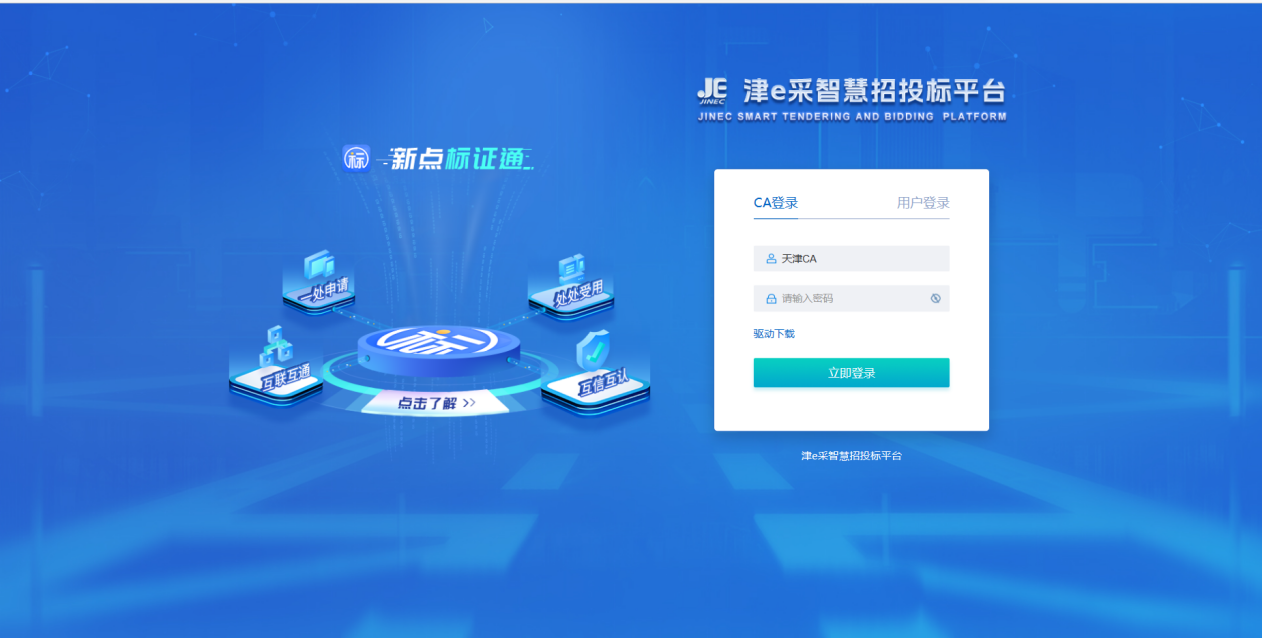 JE 津e采智慧招投标平台
JINEC
JINEC SMART TENDERING AND BIDDING PLATFORM
标 新点标证通
CA登录 用户登录
一处申请
处处受用
天津CA
请输入密码
标
互联互通
互信互认
驱动下载
点击了解 >>
立即登录
津e采智慧招投标平台